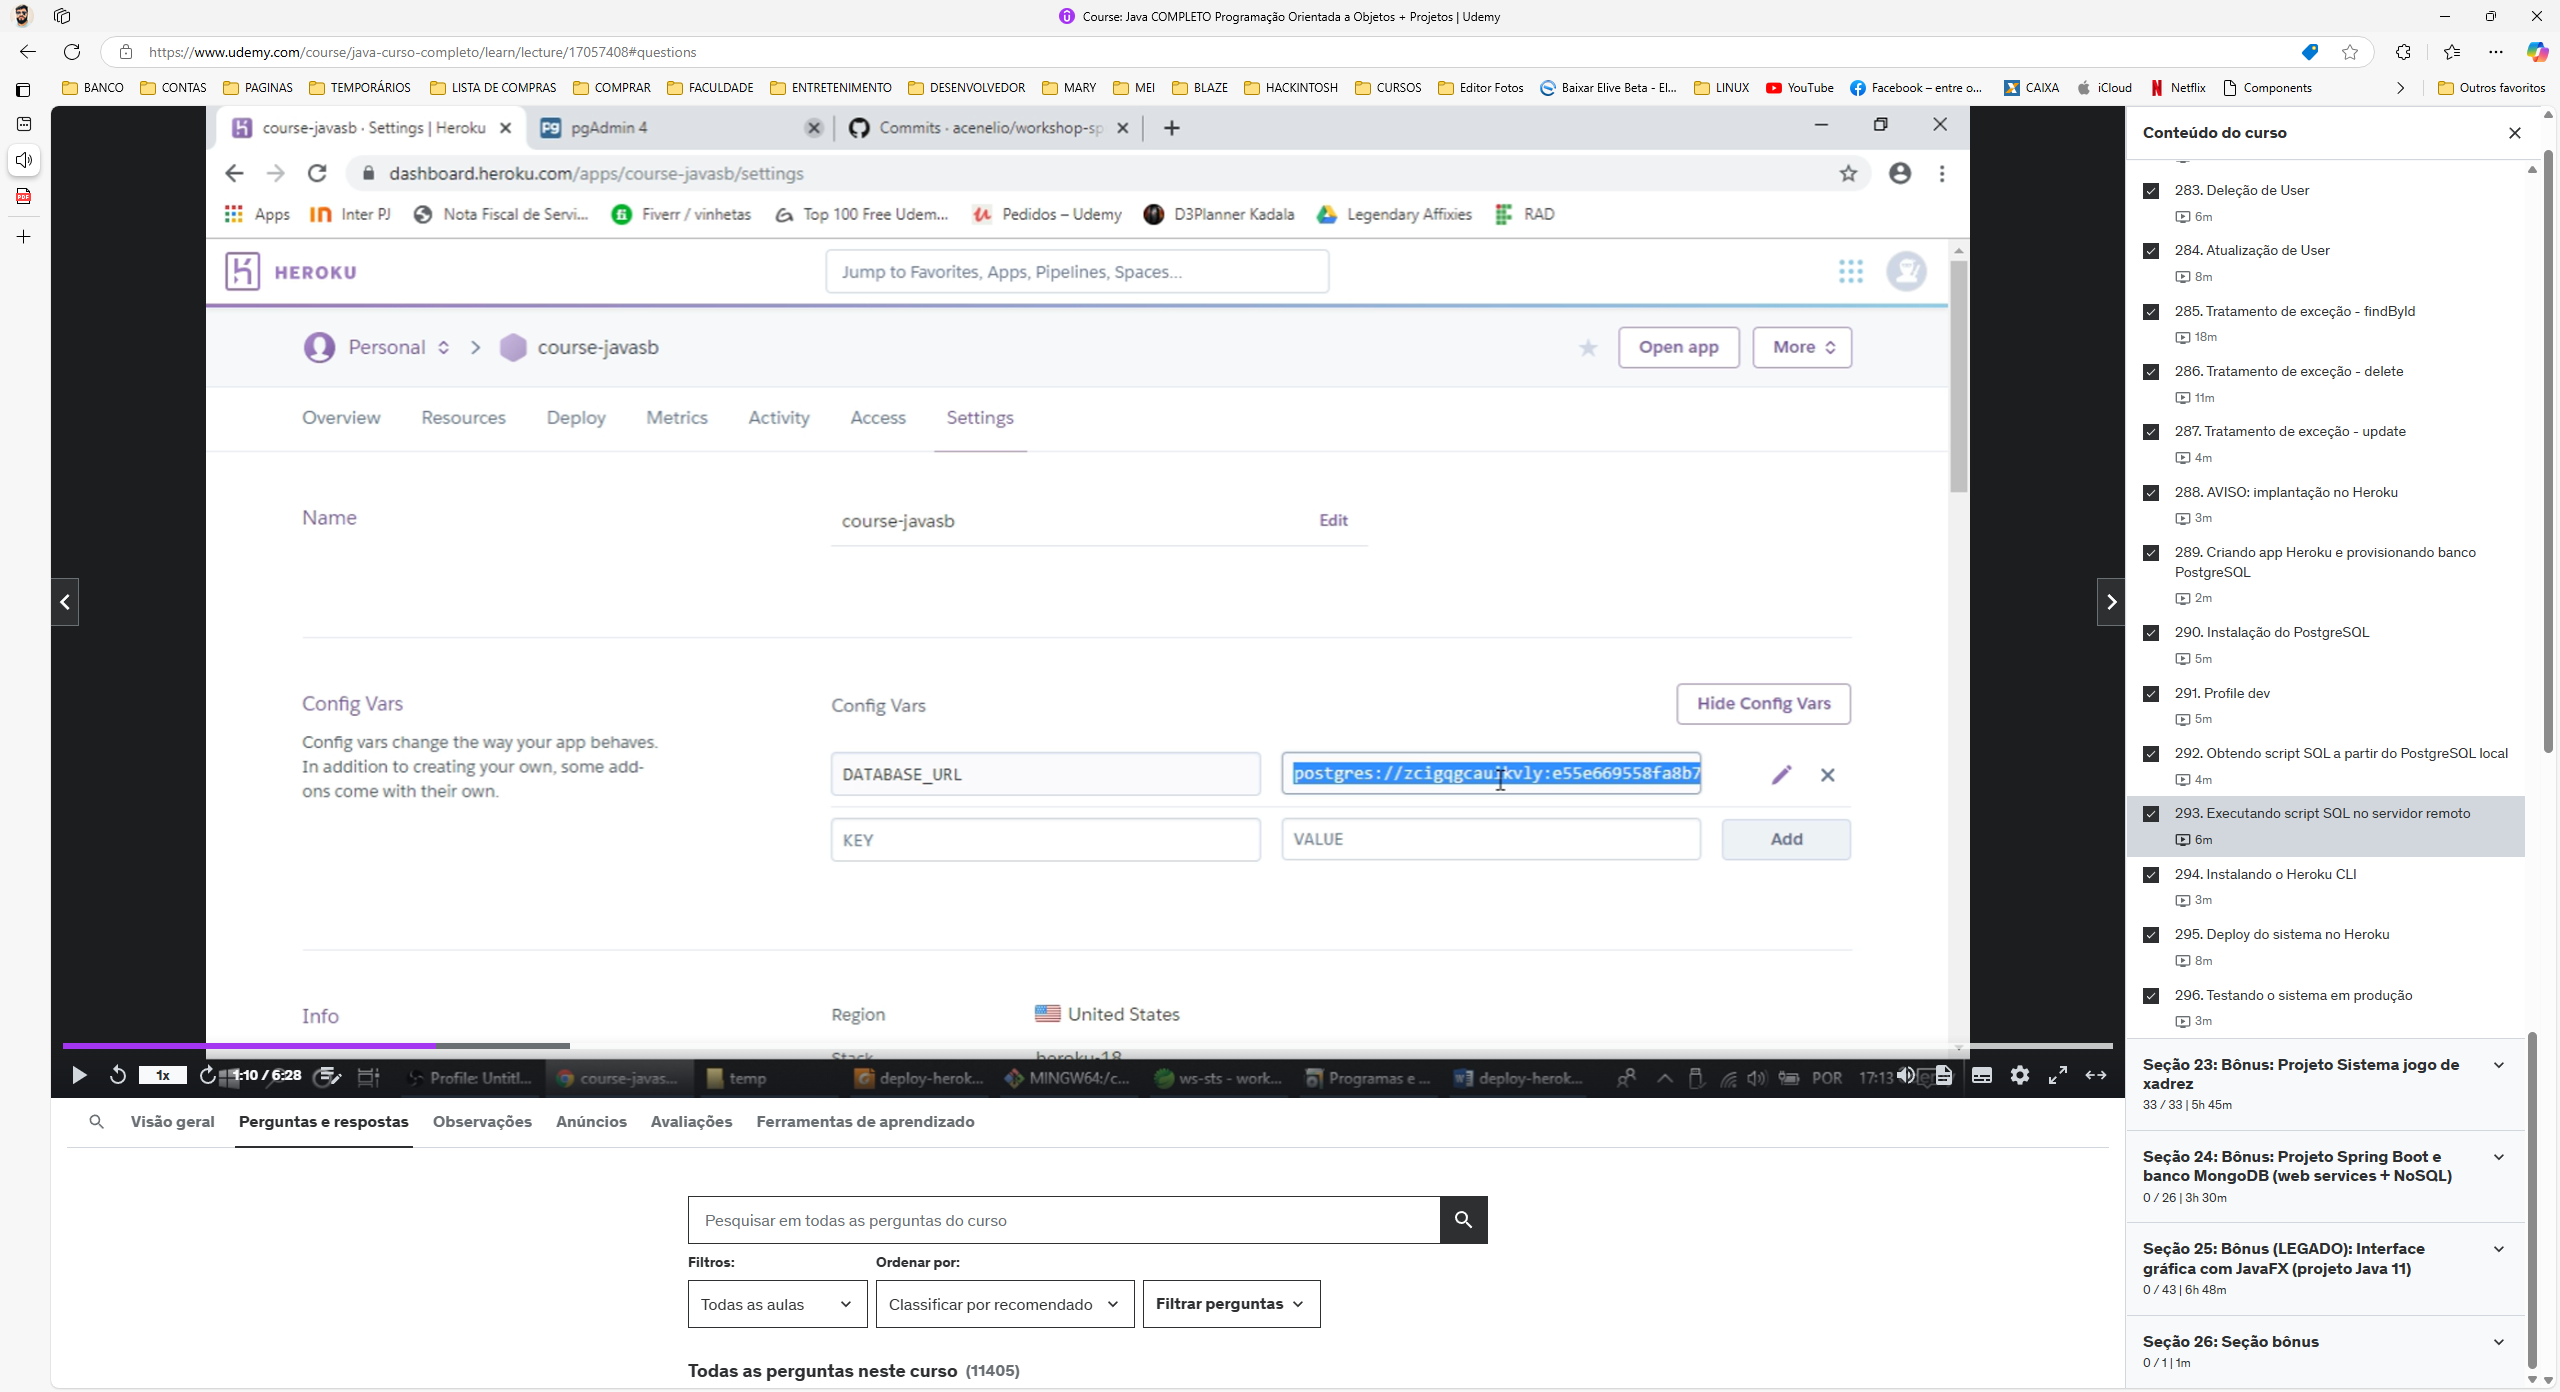 Course: Java COMPLETO Programação Orientada a Objetos + Projetos | Udemy
https://www.udemy.com/course/java-curso-completo/learn/lecture/17057408#questions
BANCO CONTAS PAGINAS TEMPORÁRIOS LISTA DE COMPRAS COMPRAR FACULDADE ENTRETENIMENTO DESENVOLVEDOR MARY MEI BLAZE HACKINTOSH CURSOS Editor Fotos Baixar Elive Beta - El... LINUX YouTube Facebook – entre o... CAIXA iCloud Netflix Components Outros favoritos
course-javasb · Settings | Heroku pgAdmin 4 Commits · acenelio/workshop-sp
dashboard.heroku.com/apps/course-javasb/settings
Apps Inter PJ Nota Fiscal de Servi... Fiverr / vinhetas Top 100 Free Udem... Pedidos – Udemy D3Planner Kadala Legendary Affixies RAD
HEROKU
Jump to Favorites, Apps, Pipelines, Spaces...
Personal > course-javasb
Open app More
Overview Resources Deploy Metrics Activity Access Settings
Name
course-javasb Edit
Config Vars
Config vars change the way your app behaves.
In addition to creating your own, some add-
ons come with their own.
Config Vars Hide Config Vars
DATABASE_URL postgres://zcigqgcauikvly:e55e669558fa8b7
KEY VALUE Add
Info
Region United States
Stack heroku-18
1x 1:10 / 6:28 Profile: Untitl... course-javas... temp deploy-herok... MINGW64:/c... ws-sts - work... Programas e ... deploy-herok... POR 17:13
Visão geral Perguntas e respostas Observações Anúncios Avaliações Ferramentas de aprendizado
Pesquisar em todas as perguntas do curso
Filtros: Ordenar por:
Todas as aulas Classificar por recomendado Filtrar perguntas
Todas as perguntas neste curso (11405)
Conteúdo do curso
283. Deleção de User
6m
284. Atualização de User
8m
285. Tratamento de exceção - findById
18m
286. Tratamento de exceção - delete
11m
287. Tratamento de exceção - update
4m
288. AVISO: implantação no Heroku
3m
289. Criando app Heroku e provisionando banco
PostgreSQL
2m
290. Instalação do PostgreSQL
5m
291. Profile dev
5m
292. Obtendo script SQL a partir do PostgreSQL local
4m
293. Executando script SQL no servidor remoto
6m
294. Instalando o Heroku CLI
3m
295. Deploy do sistema no Heroku
8m
296. Testando o sistema em produção
3m
Seção 23: Bônus: Projeto Sistema jogo de
xadrez
33 / 33 | 5h 45m
Seção 24: Bônus: Projeto Spring Boot e
banco MongoDB (web services + NoSQL)
0 / 26 | 3h 30m
Seção 25: Bônus (LEGADO): Interface
gráfica com JavaFX (projeto Java 11)
0 / 43 | 6h 48m
Seção 26: Seção bônus
0 / 1 | 1m